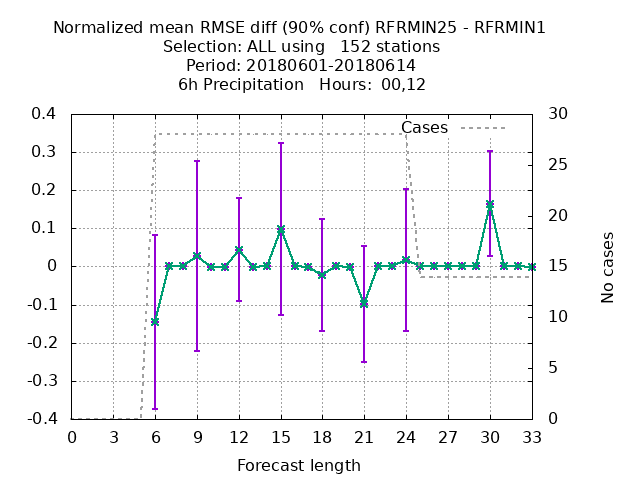 Normalized mean RMSE diff (90% conf) RFRMIN25 - RFRMIN1
Selection: ALL using   152 stations
Period: 20180601-20180614
6h Precipitation   Hours: 00,12
0.4
0.3
0.2
0.1
0
-0.1
-0.2
-0.3
-0.4
Cases
30
25
20
15
10
5
0
No cases
0 3 6 9 12 15 18 21 24 27 30 33
Forecast length